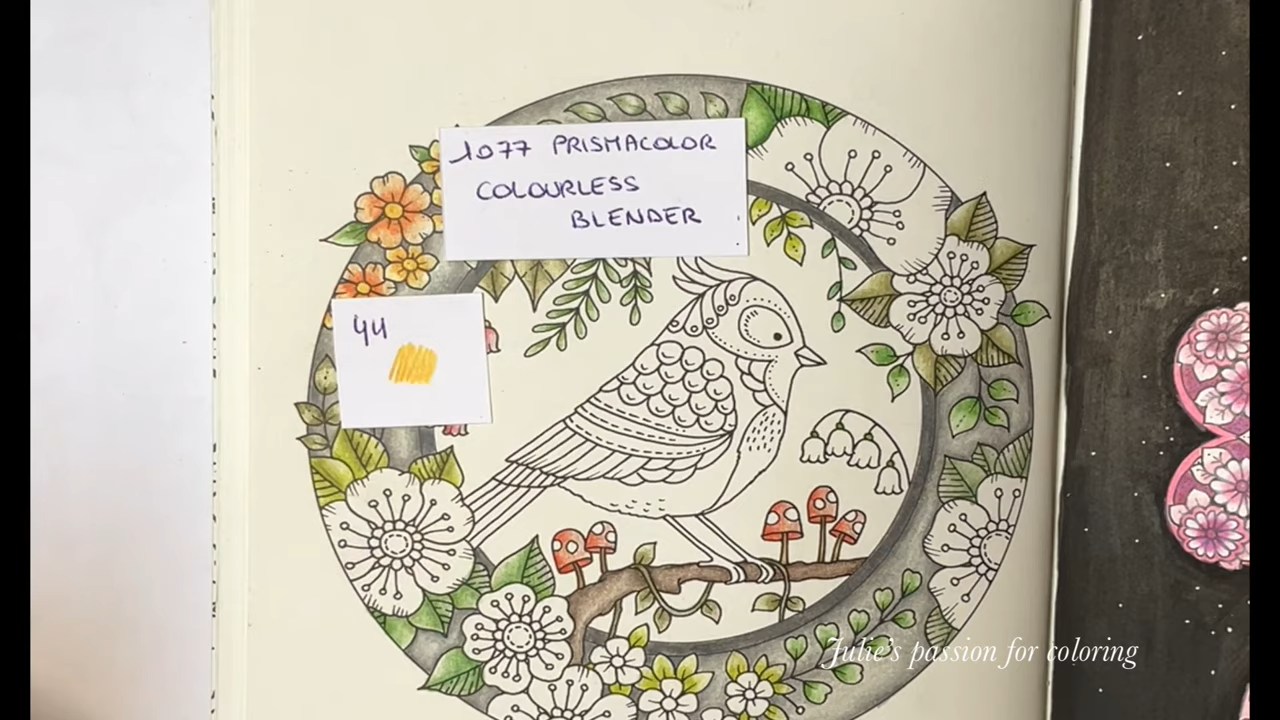 1077 PRISMACOLOR
COLOURLESS
BLENDER
44
Julie's passion for coloring